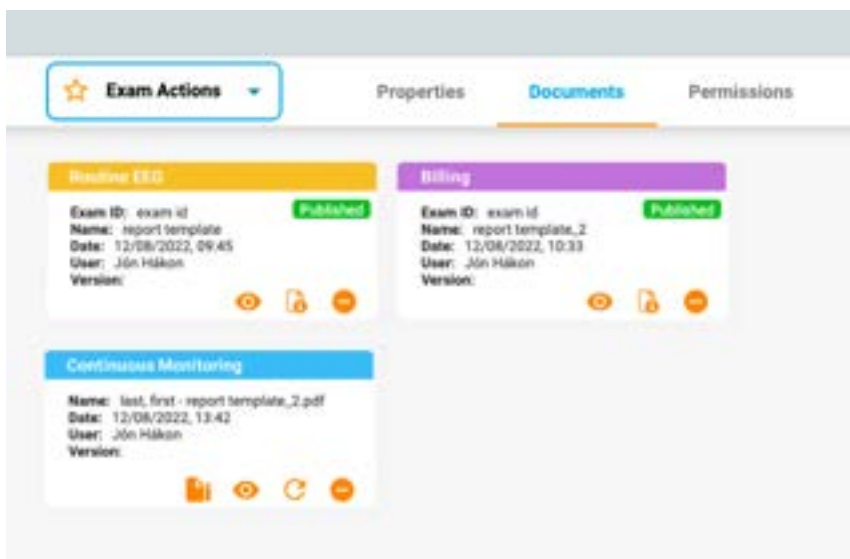 Exam Actions
Properties
Documents
Permissions
Routine EEG
Published
Exam ID: exam id
Name: report template
Date: 12/08/2022, 09:45
User: Jón Hákon
Version:
Billing
Published
Exam ID: exam id
Name: report template_2
Date: 12/08/2022, 10:33
User: Jón Hákon
Version:
Continuous Monitoring
Name: last, first - report template_2.pdf
Date: 12/08/2022, 13:42
User: Jón Hákon
Version: